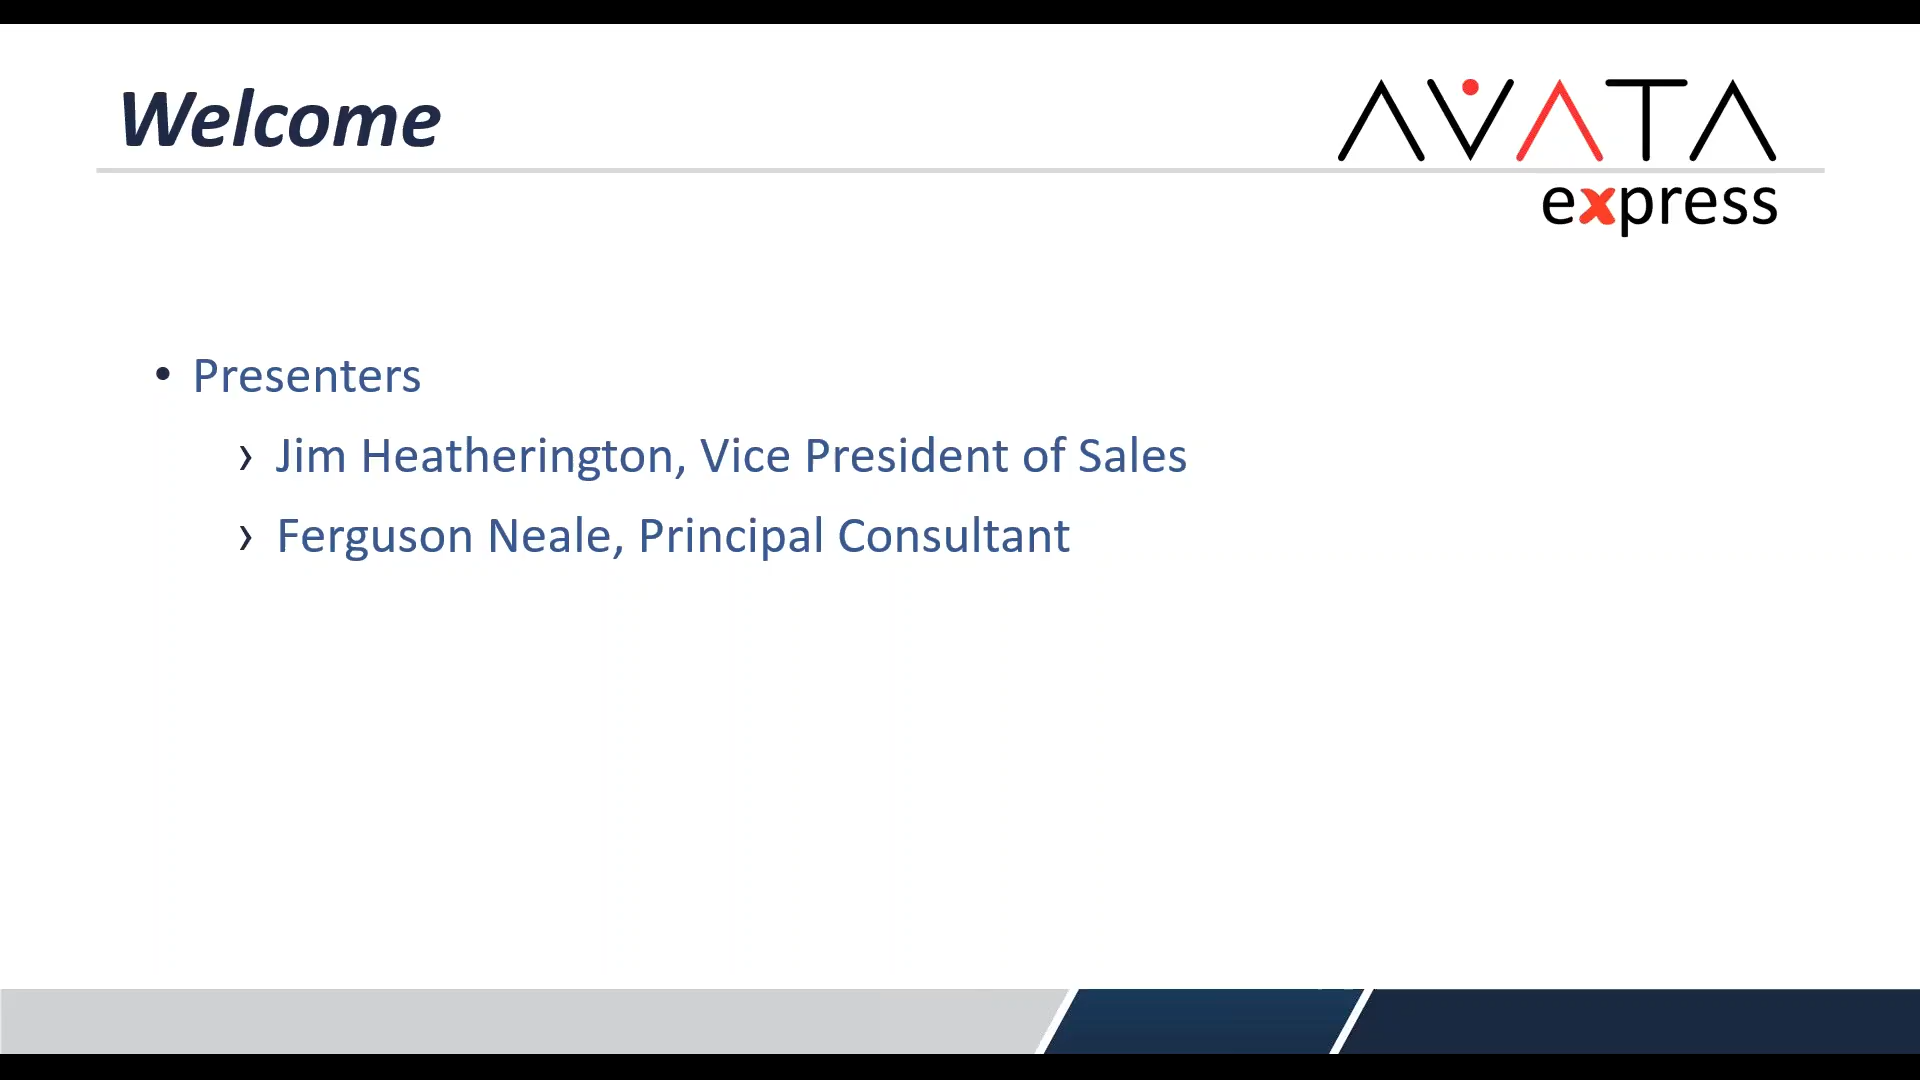 Welcome
AVATA
express
• Presenters
› Jim Heatherington, Vice President of Sales
› Ferguson Neale, Principal Consultant